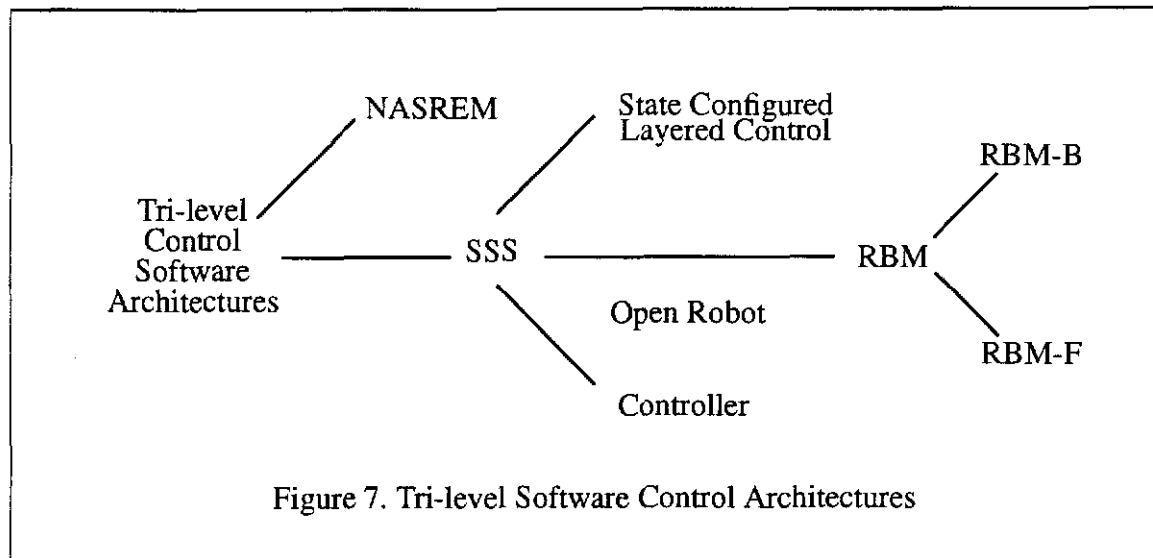 NASREM
State Configured
Layered Control
RBM-B
Tri-level
Control
Software
Architectures
SSS
RBM
Open Robot
RBM-F
Controller
Figure 7. Tri-level Software Control Architectures